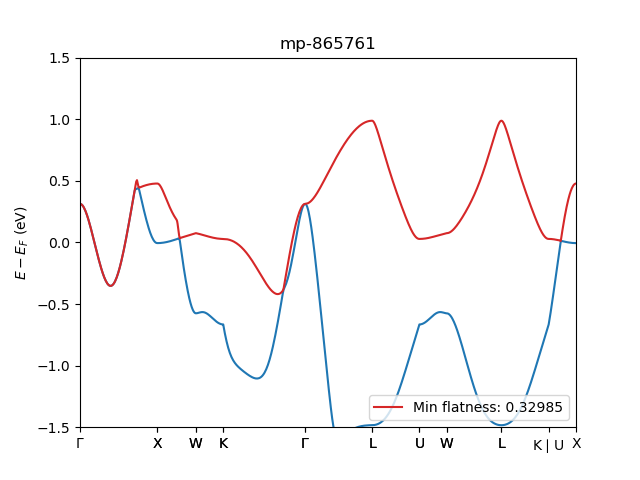 mp-865761
1.5
1.0
0.5
0.0
−0.5
−1.0
−1.5
E − E_F (eV)
Min flatness: 0.32985
Γ X W K Γ L U W L K | U X